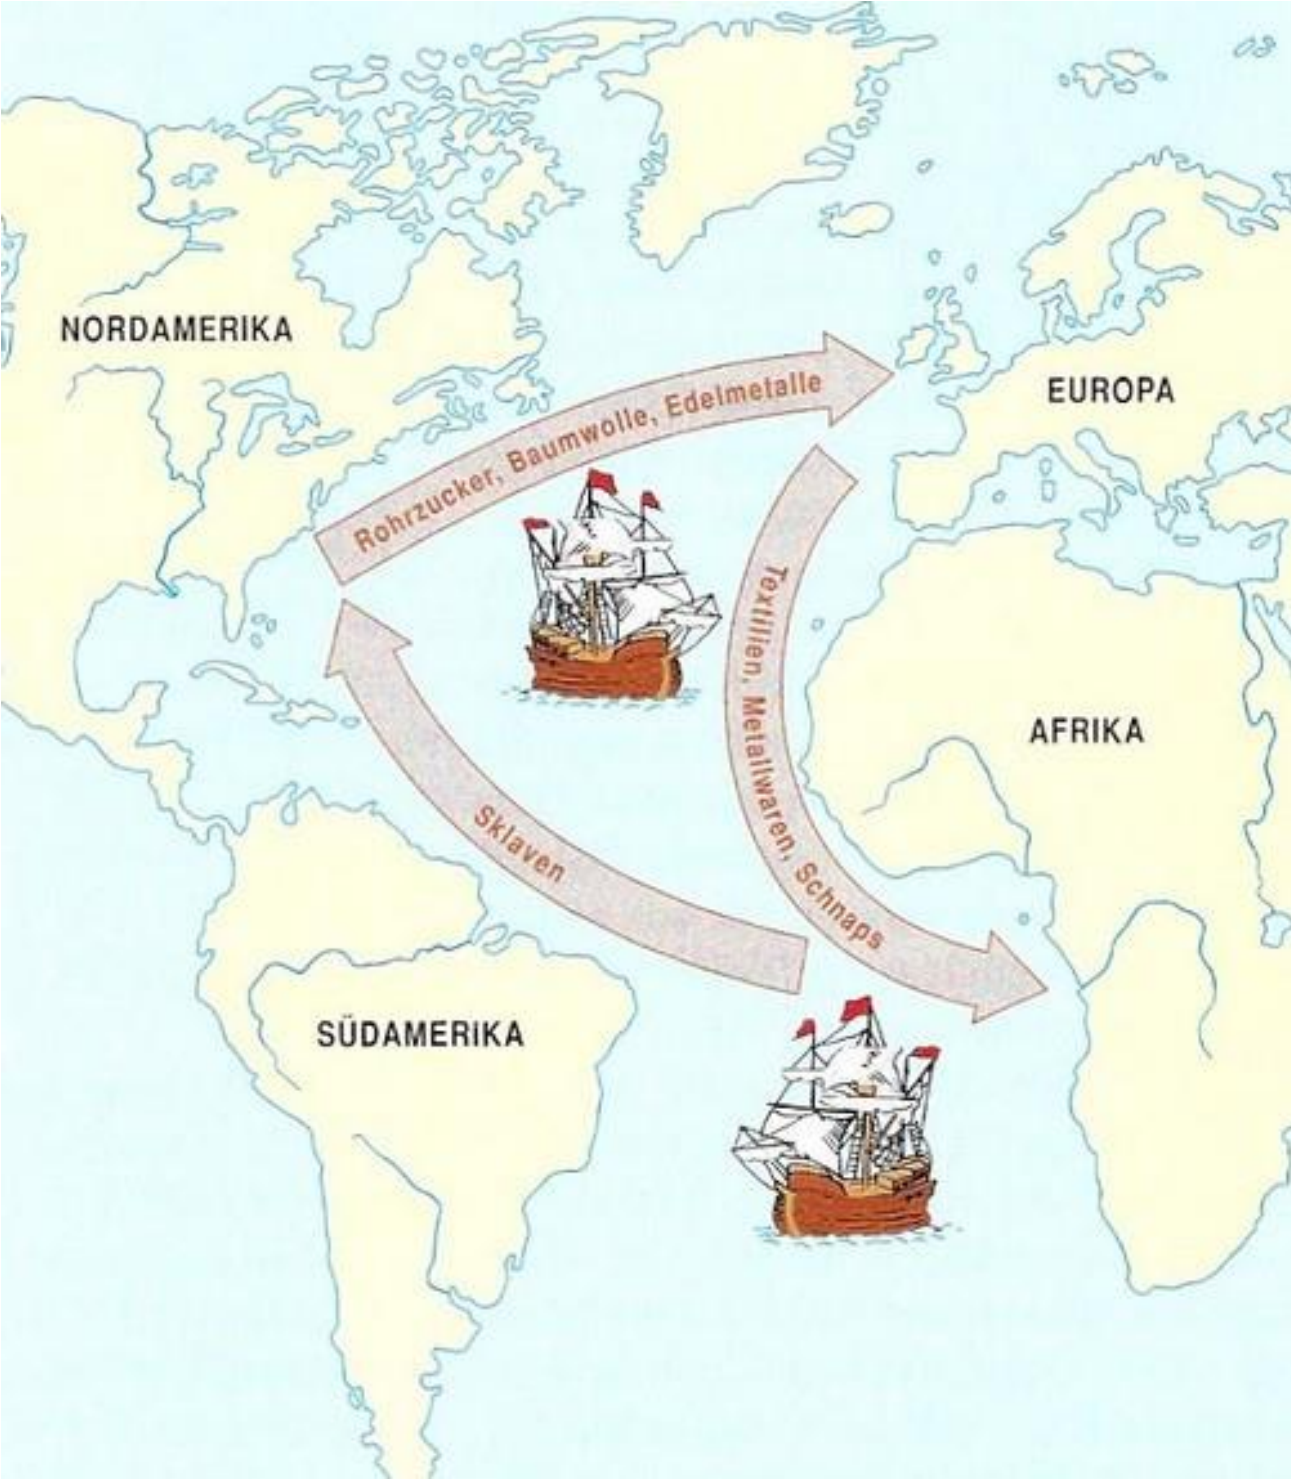 NORDAMERIKA
EUROPA
Rohrzucker, Baumwolle, Edelmetalle
Textilien, Metallwaren, Schnaps
AFRIKA
Sklaven
SÜDAMERIKA